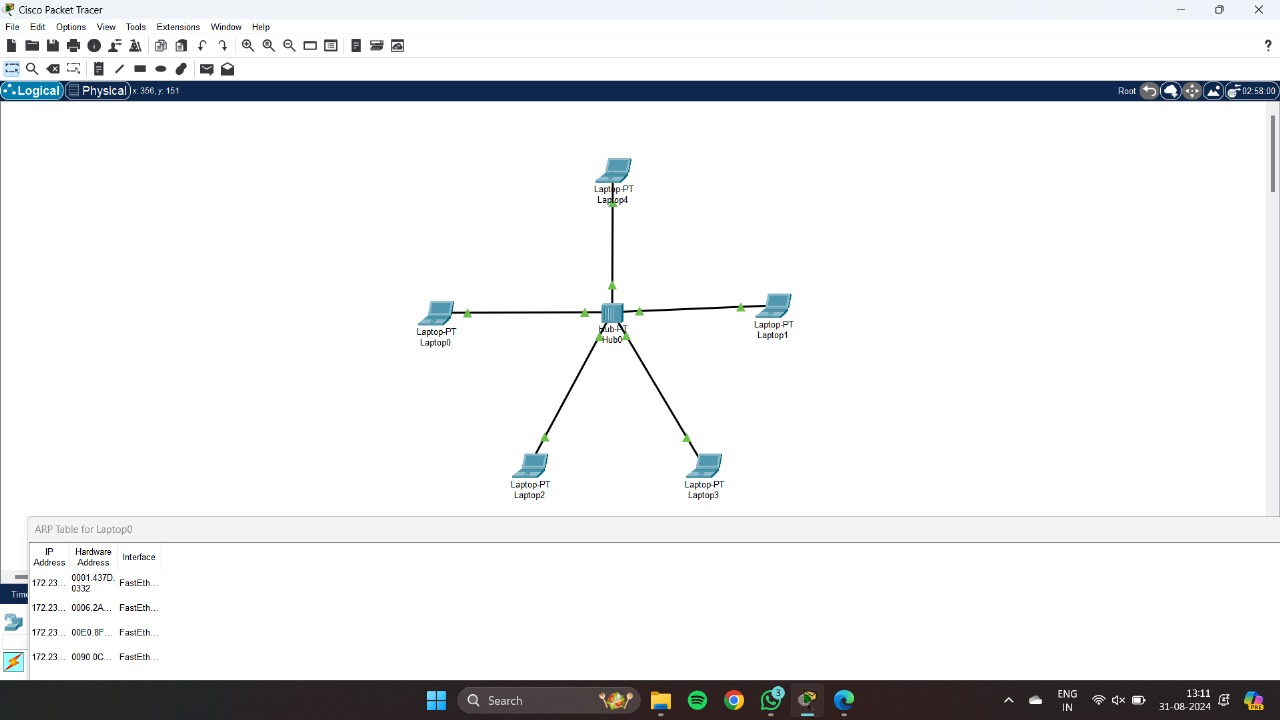 Cisco Packet Tracer
File Edit Options View Tools Extensions Window Help
?
Logical Physical x: 356, y: 151 Root 02:58:00
Laptop-PT
Laptop4
Laptop-PT
Laptop0
Hub-PT
Hub0
Laptop-PT
Laptop1
Laptop-PT
Laptop2
Laptop-PT
Laptop3
ARP Table for Laptop0
IP Address Hardware Address Interface
172.23... 0001.437D.0332 FastEth...
172.23... 0006.2A... FastEth...
172.23... 00E0.8F... FastEth...
172.23... 0090.0C... FastEth...
Time
Search 3 ENG IN 13:11 31-08-2024 PRE